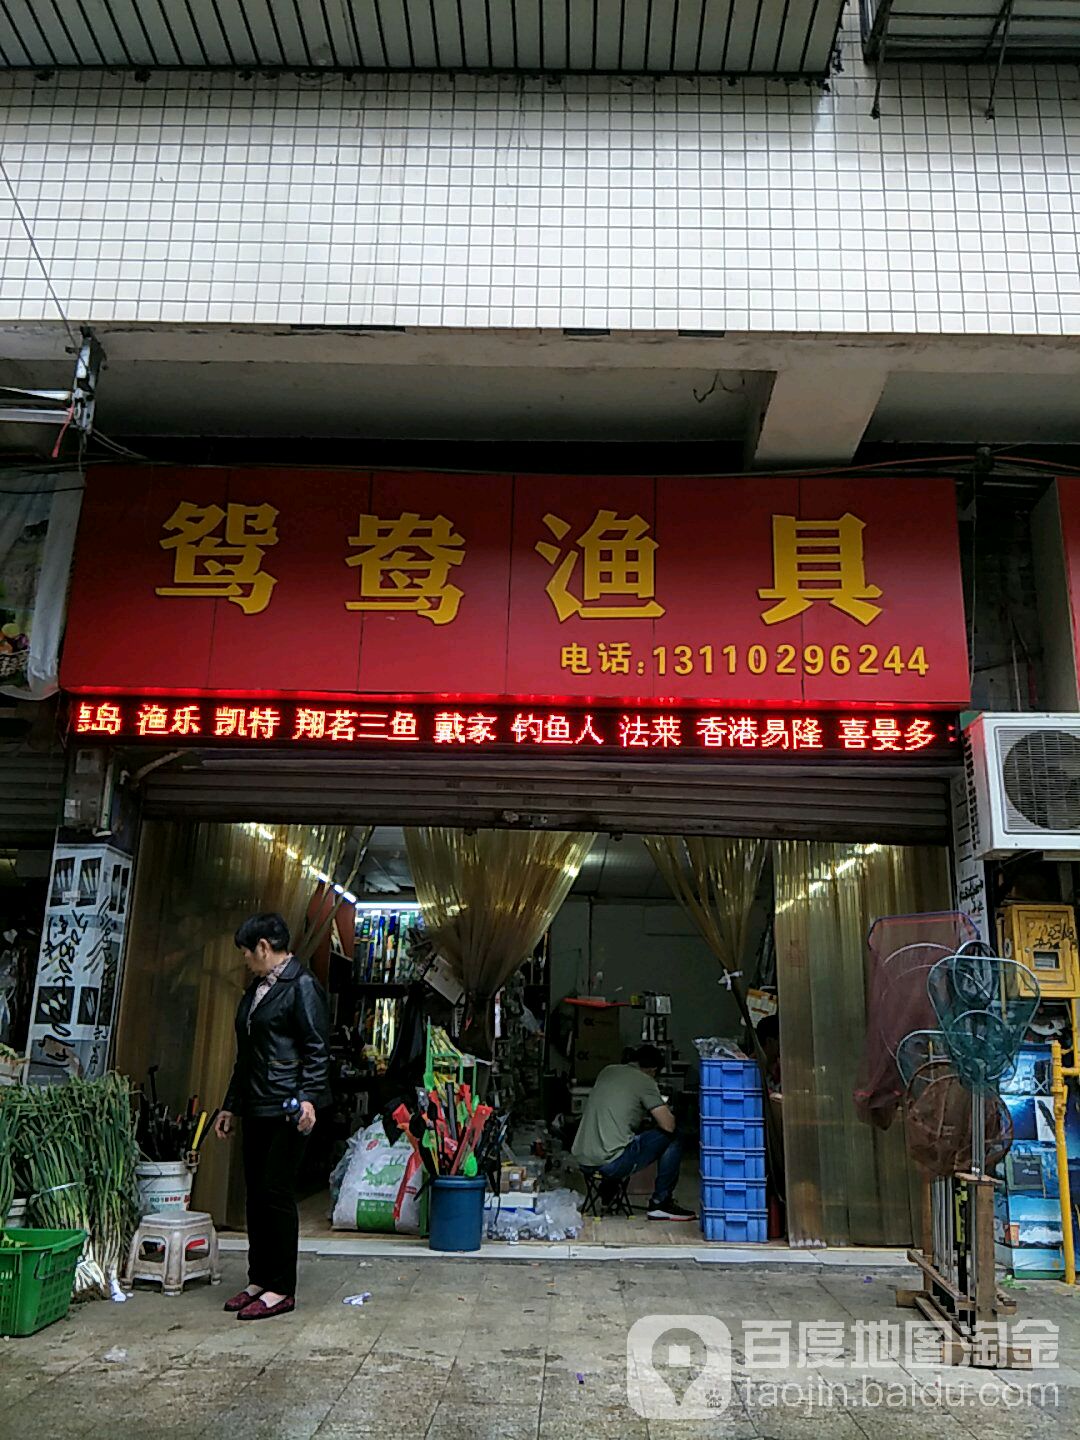 鸳鸯渔具
电话:13110296244
岛 渔乐 凯特 翔茗三鱼 戴家 钓鱼人 法莱 香港易隆 喜曼多
百度地图淘金
taojin.baidu.com